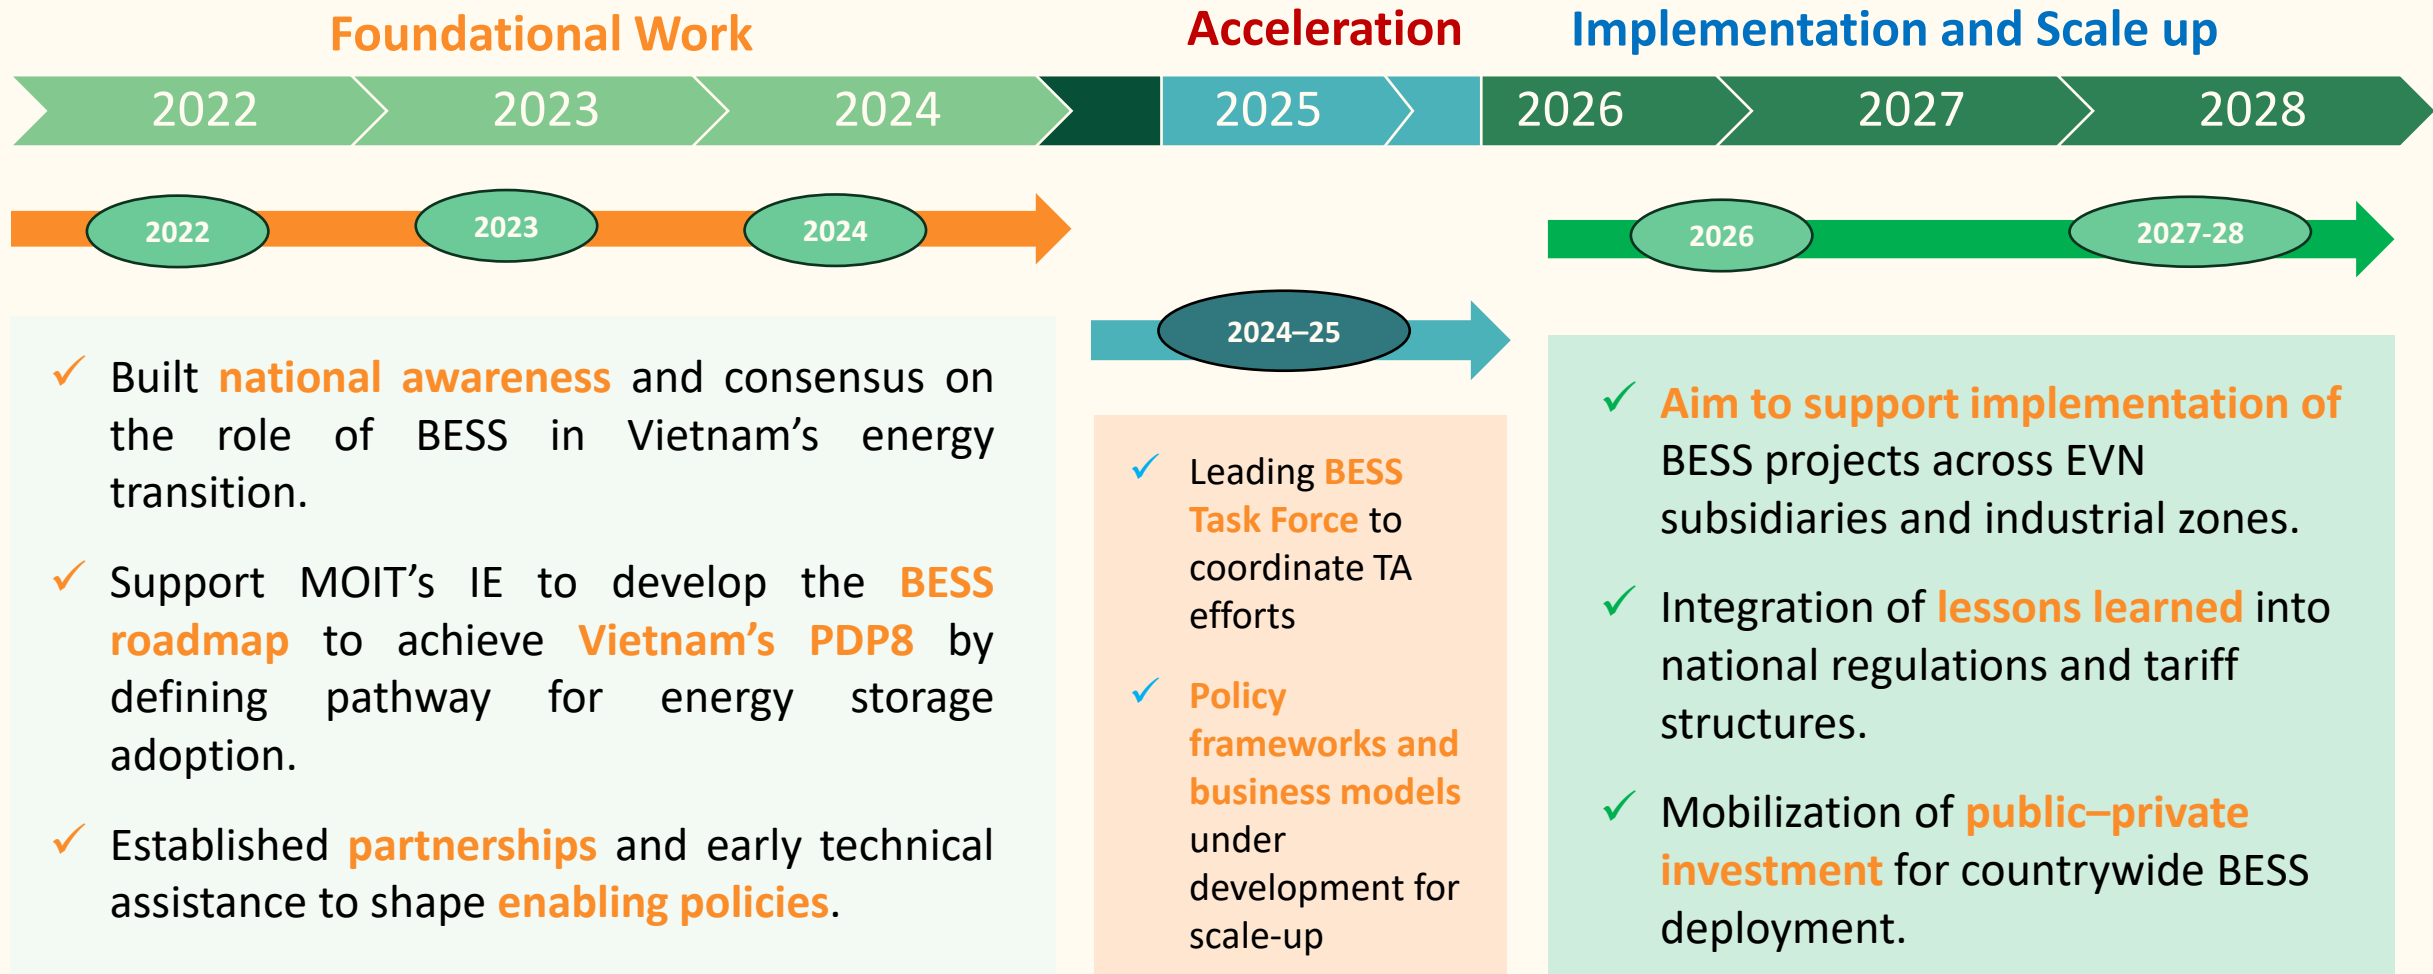 Foundational Work
Acceleration
Implementation and Scale up
2022
2023
2024
2025
2026
2027
2028
2022
2023
2024
Built national awareness and consensus on
the role of BESS in Vietnam’s energy
transition.
Support MOIT’s IE to develop the BESS
roadmap to achieve Vietnam’s PDP8 by
defining pathway for energy storage
adoption.
Established partnerships and early technical
assistance to shape enabling policies.
2024–25
Leading BESS
Task Force to
coordinate TA
efforts
Policy
frameworks and
business models
under
development for
scale-up
2026
2027-28
Aim to support implementation of
BESS projects across EVN
subsidiaries and industrial zones.
Integration of lessons learned into
national regulations and tariff
structures.
Mobilization of public–private
investment for countrywide BESS
deployment.